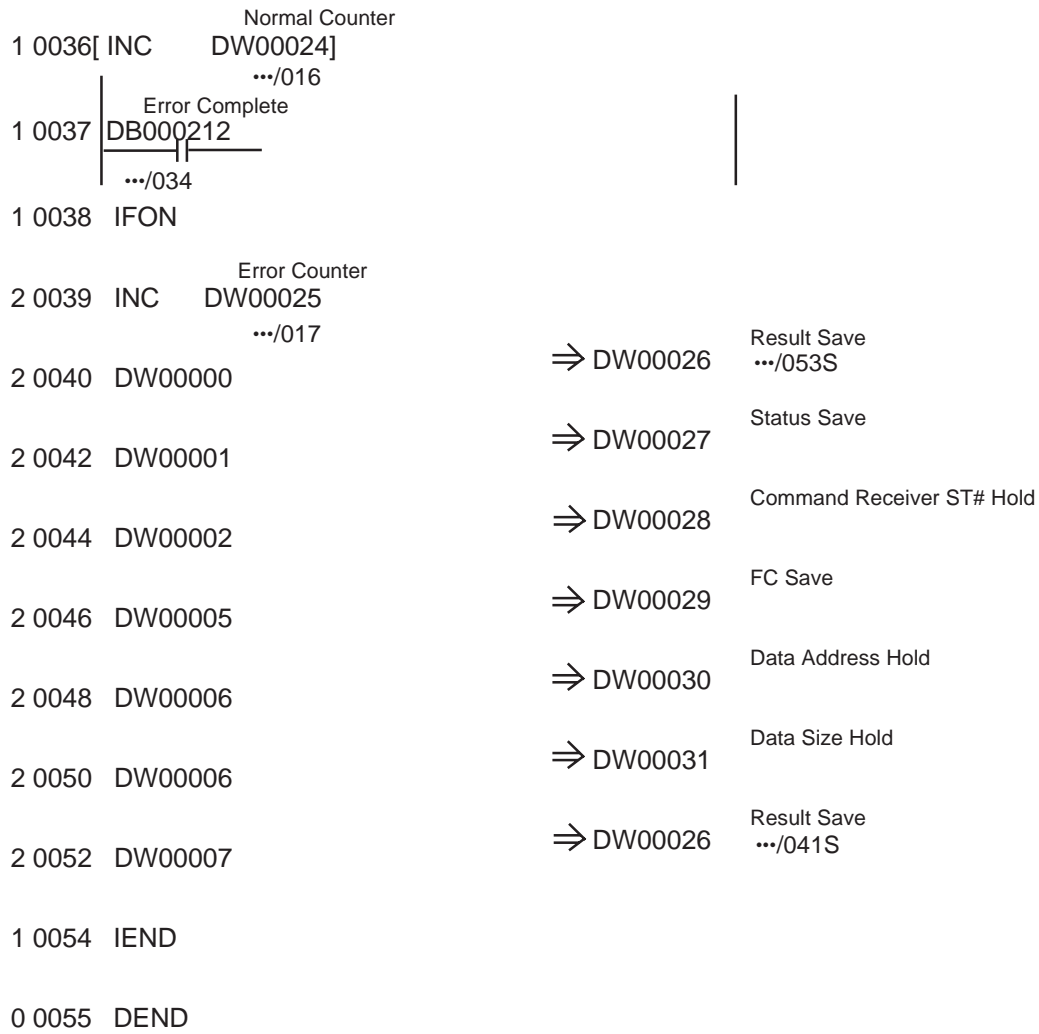 Normal Counter
1 0036[ INC DW00024]
•••/016
Error Complete
1 0037 DB000212
•••/034
1 0038 IFON
Error Counter
2 0039 INC DW00025
•••/017
Result Save
2 0040 DW00000 ⇒ DW00026 •••/053S
Status Save
2 0042 DW00001 ⇒ DW00027
Command Receiver ST# Hold
2 0044 DW00002 ⇒ DW00028
FC Save
2 0046 DW00005 ⇒ DW00029
Data Address Hold
2 0048 DW00006 ⇒ DW00030
Data Size Hold
2 0050 DW00006 ⇒ DW00031
Result Save
2 0052 DW00007 ⇒ DW00026 •••/041S
1 0054 IEND
0 0055 DEND